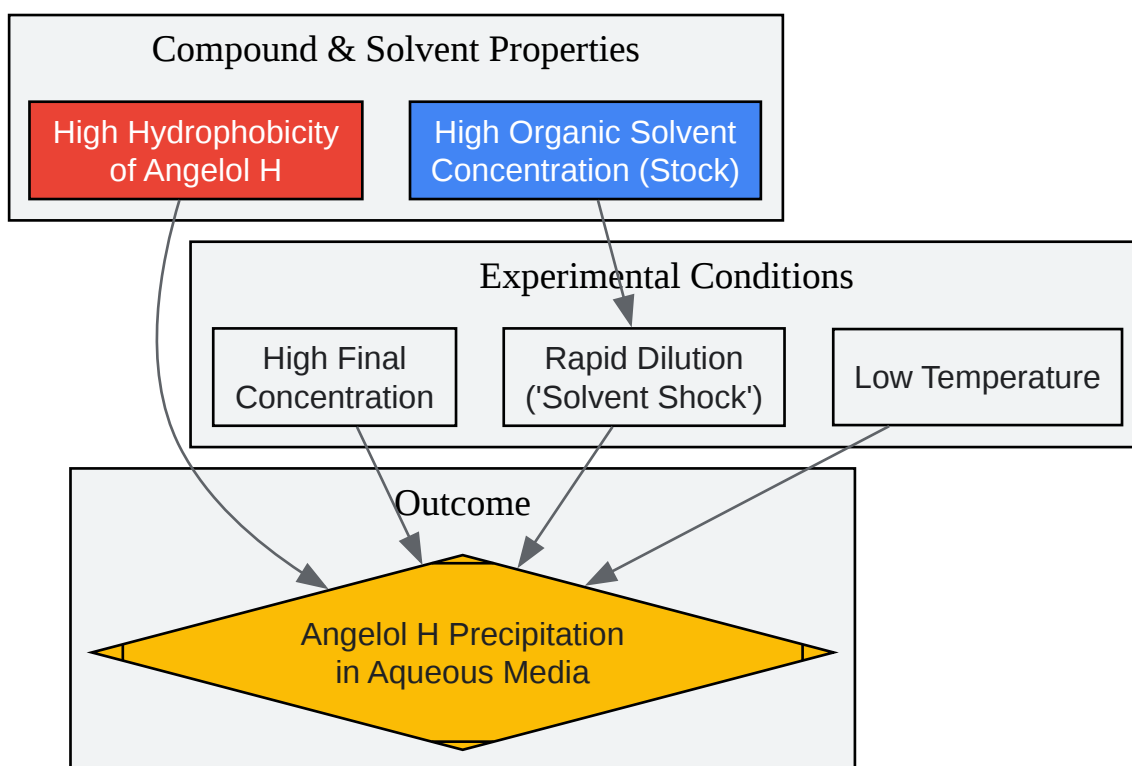 Compound & Solvent Properties
High Hydrophobicity
of Angelol H
High Organic Solvent
Concentration (Stock)
Experimental Conditions
High Final
Concentration
Rapid Dilution
('Solvent Shock')
Low Temperature
Outcome
Angelol H Precipitation
in Aqueous Media